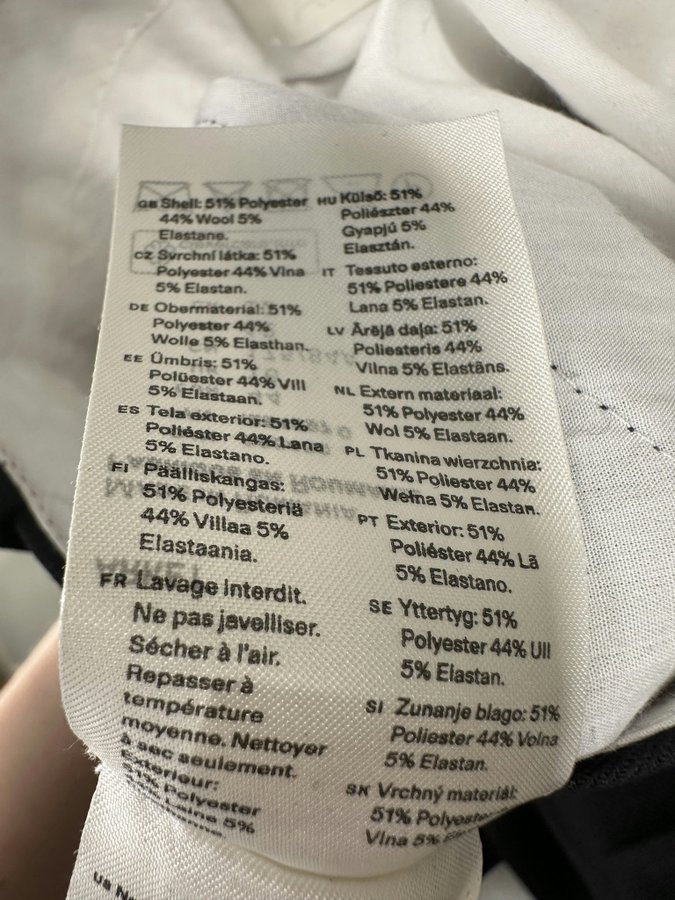 GB Shell: 51% Polyester
44% Wool 5%
Elastane.
CZ Svrchní látka: 51%
Polyester 44% Vlna
5% Elastan.
DE Obermaterial: 51%
Polyester 44%
Wolle 5% Elasthan.
EE Ümbris: 51%
Polüester 44% Vill
5% Elastaan.
ES Tela exterior: 51%
Poliéster 44% Lana
5% Elastano.
FI Päälliskangas:
51% Polyesteriä
44% Villaa 5%
Elastaania.
FR Lavage interdit.
Ne pas javelliser.
Sécher à l'air.
Repasser à
température
moyenne. Nettoyer
à sec seulement.
Extérieur:
51% Polyester
Laine 5%
HU Külső: 51%
Poliészter 44%
Gyapjú 5%
Elasztán.
IT Tessuto esterno:
51% Poliestere 44%
Lana 5% Elastan.
LV Ārējā daļa: 51%
Poliesteris 44%
Vilna 5% Elastāns.
NL Extern materiaal:
51% Polyester 44%
Wol 5% Elastaan.
PL Tkanina wierzchnia:
51% Poliester 44%
Wełna 5% Elastan.
PT Exterior: 51%
Poliéster 44% Lã
5% Elastano.
SE Yttertyg: 51%
Polyester 44% Ull
5% Elastan.
SI Zunanje blago: 51%
Poliester 44% Volna
5% Elastan.
SK Vrchný materiál:
51% Polyester
Vlna 5%
US